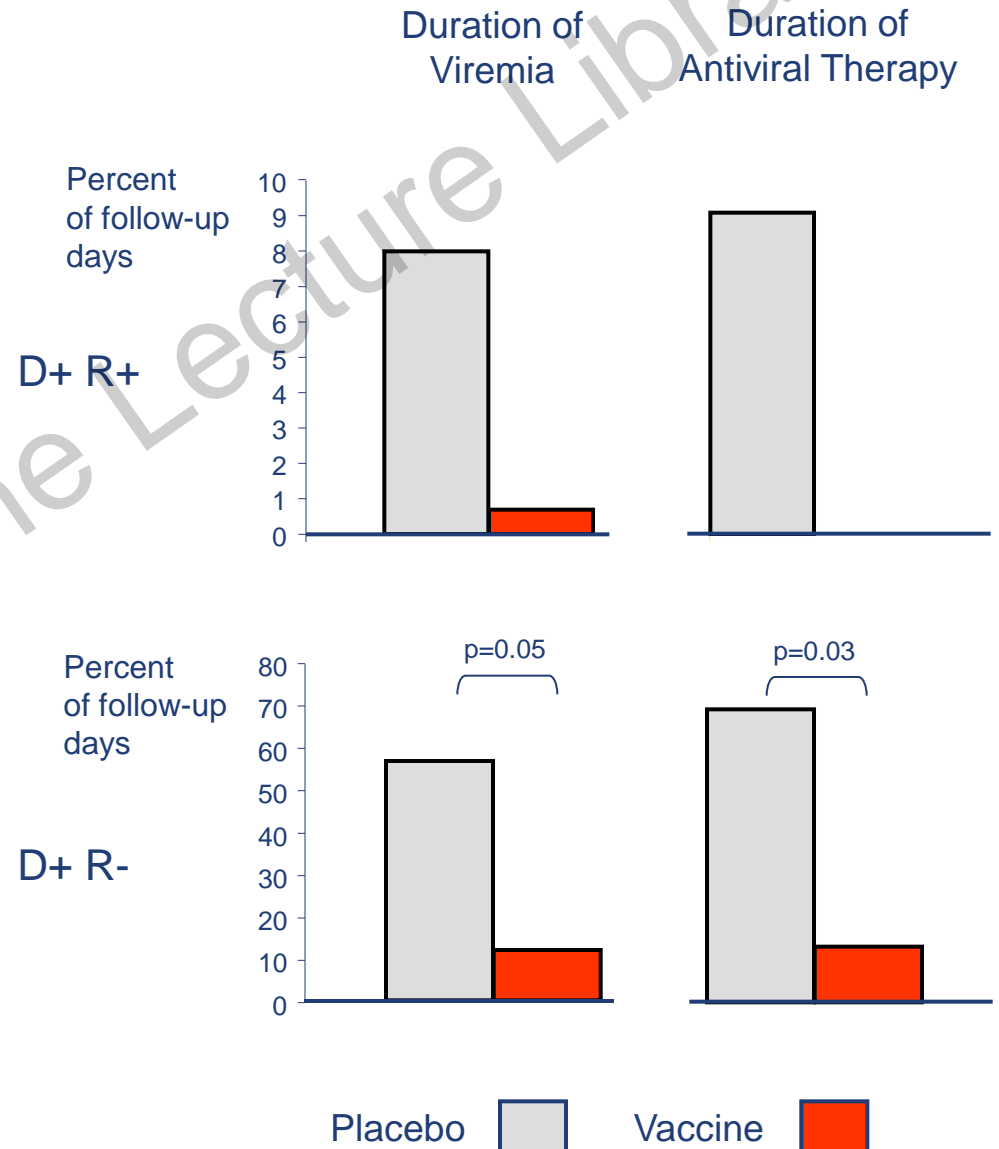 Duration of
Viremia
Duration of
Antiviral Therapy
Percent
of follow-up
days
10
9
8
7
6
5
4
3
2
1
0
D+ R+
Percent
of follow-up
days
80
70
60
50
40
30
20
10
0
p=0.05
p=0.03
D+ R-
Placebo
Vaccine